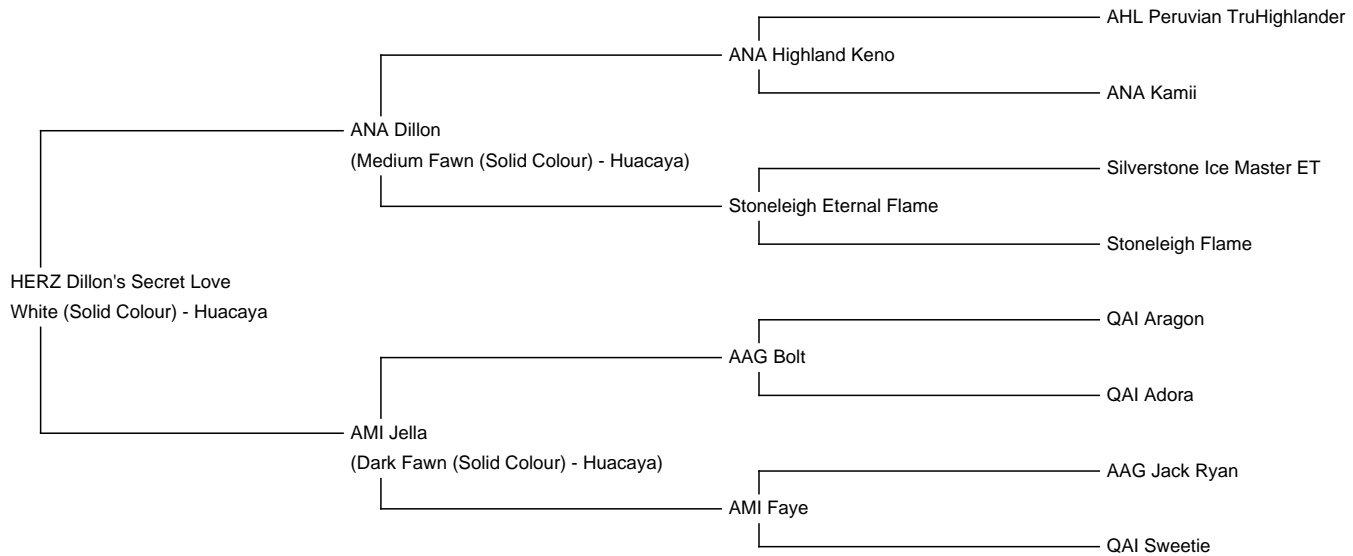 AHL Peruvian TruHighlander
ANA Highland Keno
ANA Kamii
ANA Dillon
(Medium Fawn (Solid Colour) - Huacaya)
Silverstone Ice Master ET
Stoneleigh Eternal Flame
Stoneleigh Flame
HERZ Dillon's Secret Love
White (Solid Colour) - Huacaya
QAI Aragon
AAG Bolt
QAI Adora
AMI Jella
(Dark Fawn (Solid Colour) - Huacaya)
AAG Jack Ryan
AMI Faye
QAI Sweetie